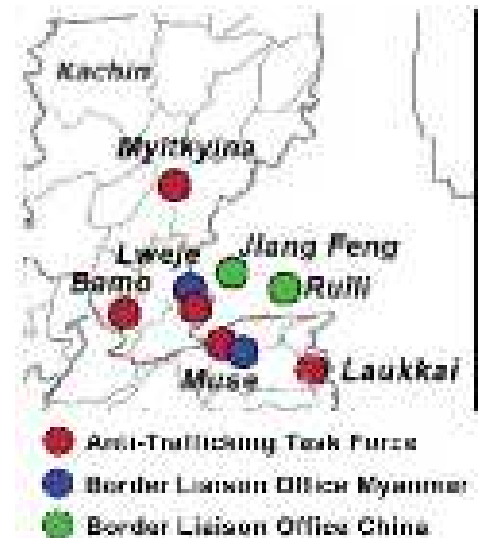 Kachin
Myitkyina
Lweje
Jiang Feng
Bamo
Ruili
Muse
Laukkai
Anti-Trafficking Task Force
Border Liaison Office Myanmar
Border Liaison Office China